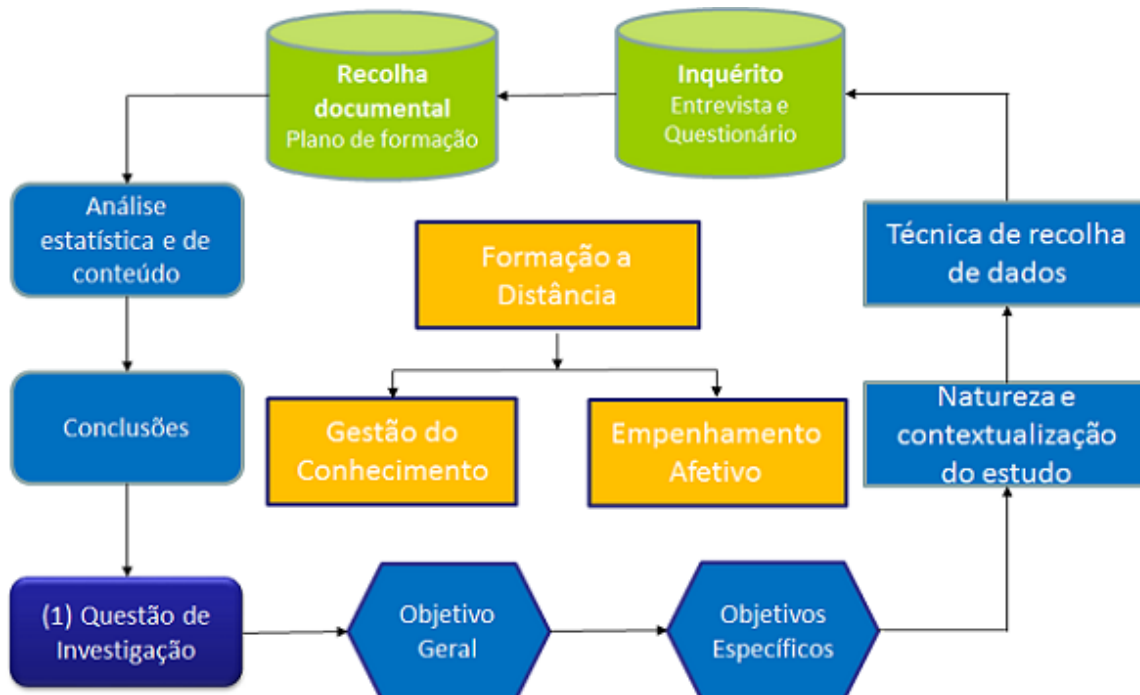 Recolha
documental
Plano de formação
Inquérito
Entrevista e
Questionário
Análise
estatística e de
conteúdo
Formação a
Distância
Técnica de recolha
de dados
Conclusões
Gestão do
Conhecimento
Empenhamento
Afetivo
Natureza e
contextualização
do estudo
(1) Questão de
Investigação
Objetivo
Geral
Objetivos
Específicos